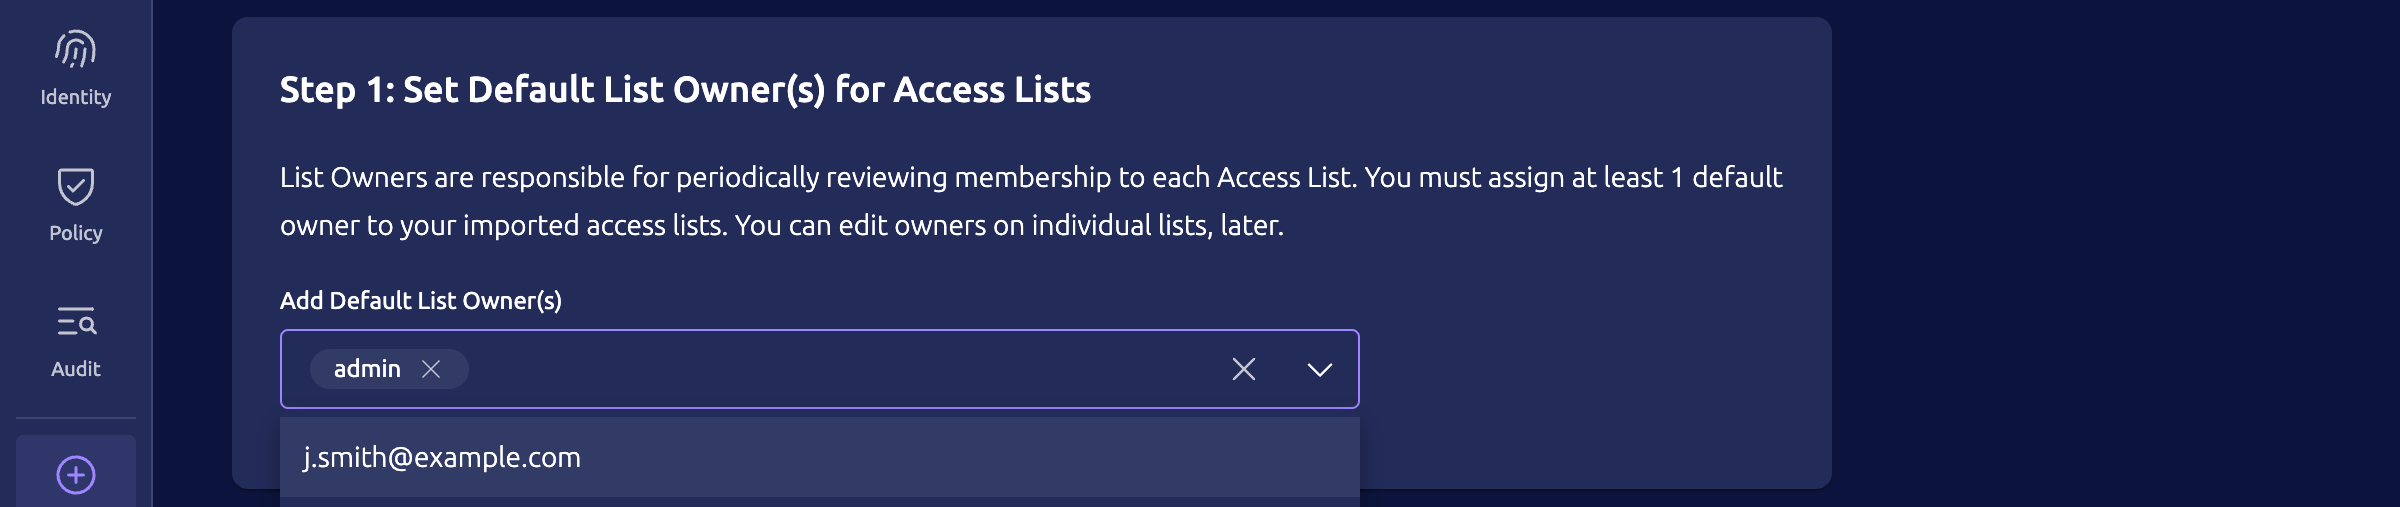 Identity
Policy
Audit
Step 1: Set Default List Owner(s) for Access Lists
List Owners are responsible for periodically reviewing membership to each Access List. You must assign at least 1 default
owner to your imported access lists. You can edit owners on individual lists, later.
Add Default List Owner(s)
admin
j.smith@example.com